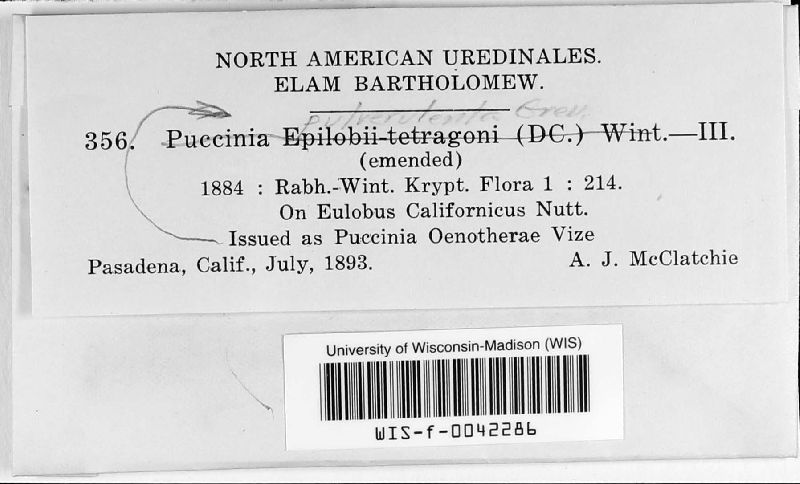 NORTH AMERICAN UREDINALES.
ELAM BARTHOLOMEW.
pulverulenta Grev.
356. Puccinia Epilobii-tetragoni (DC.) Wint.—III.
(emended)
1884 : Rabh.-Wint. Krypt. Flora 1 : 214.
On Eulobus Californicus Nutt.
Issued as Puccinia Oenotherae Vize
Pasadena, Calif., July, 1893. A. J. McClatchie
University of Wisconsin-Madison (WIS)
WIS-f-0042286